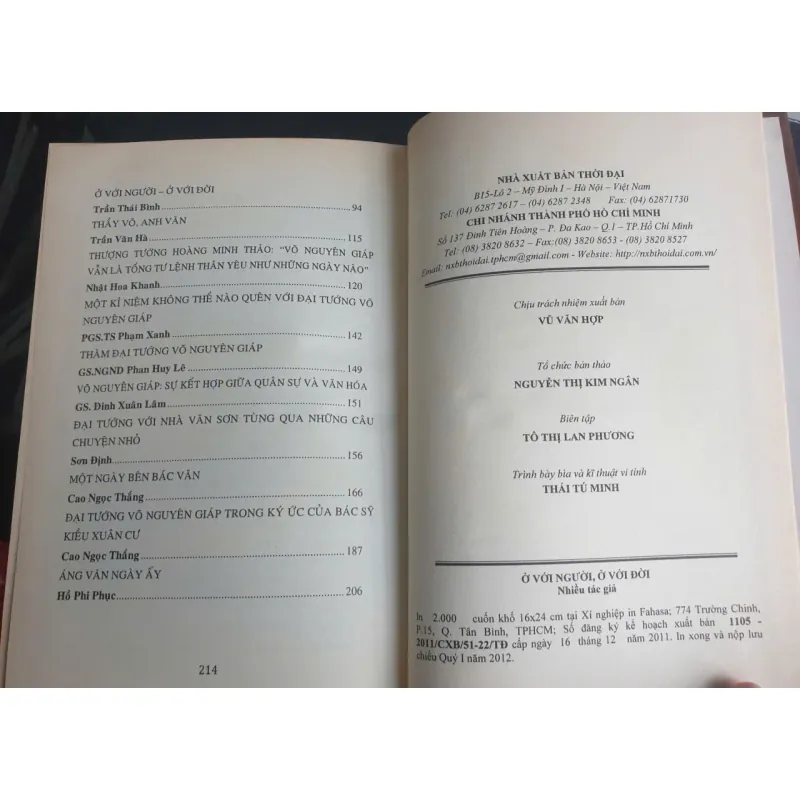 Ở VỚI NGƯỜI – Ở VỚI ĐỜI
Trần Thái Bình ........ 94
THẦY VÕ, ANH VĂN
Trần Văn Hà ........ 115
THƯỢNG TƯỚNG HOÀNG MINH THẢO: "VÕ NGUYÊN GIÁP
VẪN LÀ TỔNG TƯ LỆNH THÂN YÊU NHƯ NHỮNG NGÀY NÀO"
Nhật Hoa Khanh ........ 120
MỘT KỈ NIỆM KHÔNG THỂ NÀO QUÊN VỚI ĐẠI TƯỚNG VÕ
NGUYÊN GIÁP
PGS.TS Phạm Xanh ........ 142
THĂM ĐẠI TƯỚNG VÕ NGUYÊN GIÁP
GS.NGND Phan Huy Lê ........ 149
VÕ NGUYÊN GIÁP: SỰ KẾT HỢP GIỮA QUÂN SỰ VÀ VĂN HÓA
GS. Đinh Xuân Lâm ........ 151
ĐẠI TƯỚNG VỚI NHÀ VĂN SƠN TÙNG QUA NHỮNG CÂU
CHUYỆN NHỎ
Sơn Định ........ 156
MỘT NGÀY BÊN BÁC VĂN
Cao Ngọc Thắng ........ 166
ĐẠI TƯỚNG VÕ NGUYÊN GIÁP TRONG KÝ ỨC CỦA BÁC SỸ
KIỀU XUÂN CƯ
Cao Ngọc Thắng ........ 187
ÁNG VĂN NGÀY ẤY
Hồ Phi Phục ........ 206
214
NHÀ XUẤT BẢN THỜI ĐẠI
B15-Lô 2 – Mỹ Đình I – Hà Nội – Việt Nam
Tel: (04) 6287 2617 – (04) 6287 2348 Fax: (04) 62871730
CHI NHÁNH THÀNH PHỐ HỒ CHÍ MINH
Số 137 Đinh Tiên Hoàng – P. Đa Kao – Q.1 – TP.Hồ Chí Minh
Tel: (08) 3820 8632 – Fax:(08) 3820 8653 - (08) 3820 8527
Email: nxbthoidai.tphcm@gmail.com - Website: http://nxbthoidai.com.vn/
Chịu trách nhiệm xuất bản
VŨ VĂN HỢP
Tổ chức bản thảo
NGUYỄN THỊ KIM NGÂN
Biên tập
TÔ THỊ LAN PHƯƠNG
Trình bày bìa và kĩ thuật vi tính
THÁI TÚ MINH
Ở VỚI NGƯỜI, Ở VỚI ĐỜI
Nhiều tác giả
In 2.000 cuốn khổ 16x24 cm tại Xí nghiệp in Fahasa; 774 Trường Chinh,
P.15, Q. Tân Bình, TPHCM; Số đăng ký kế hoạch xuất bản 1105 -
2011/CXB/51-22/TĐ cấp ngày 16 tháng 12 năm 2011. In xong và nộp lưu
chiểu Quý I năm 2012.